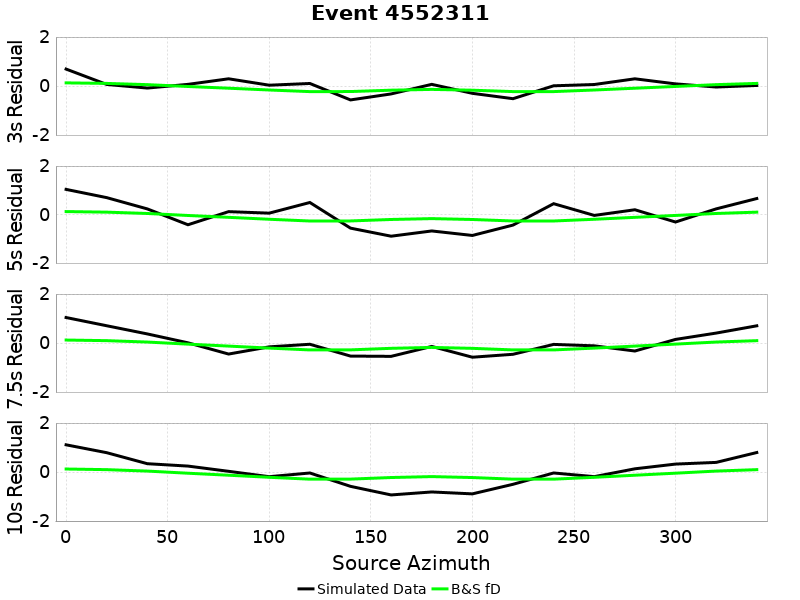 Event 4552311
3s Residual
2
0
-2
5s Residual
2
0
-2
7.5s Residual
2
0
-2
10s Residual
2
0
-2
0 50 100 150 200 250 300
Source Azimuth
Simulated Data B&S fD